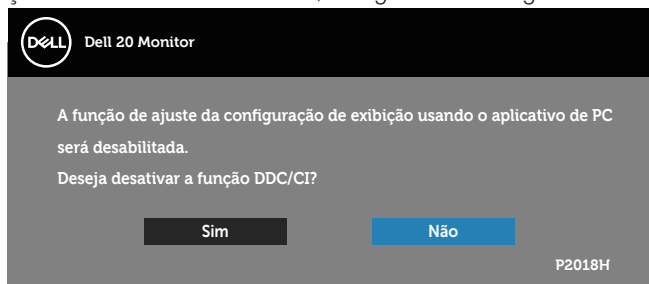 DELL Dell 20 Monitor
A função de ajuste da configuração de exibição usando o aplicativo de PC
será desabilitada.
Deseja desativar a função DDC/CI?
Sim Não
P2018H